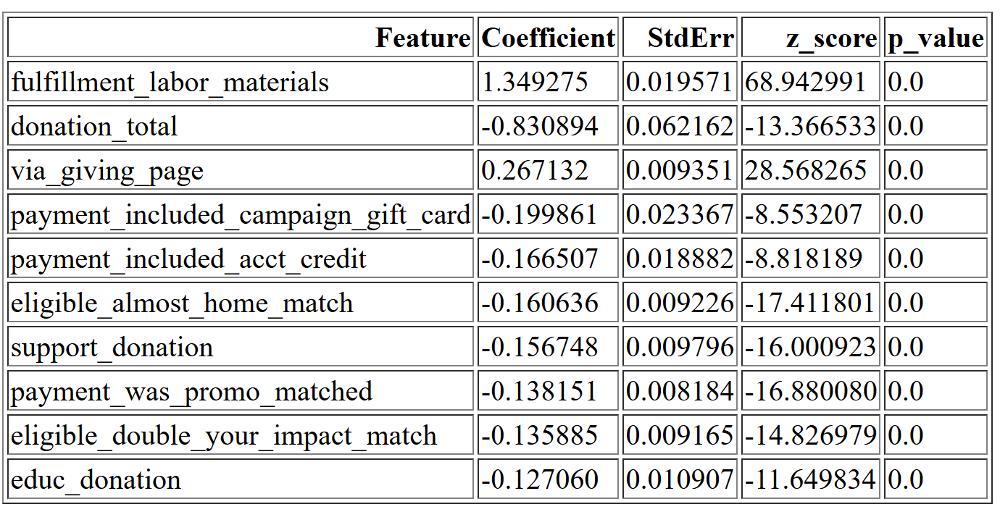 Feature Coefficient StdErr z_score p_value
fulfillment_labor_materials 1.349275 0.019571 68.942991 0.0
donation_total -0.830894 0.062162 -13.366533 0.0
via_giving_page 0.267132 0.009351 28.568265 0.0
payment_included_campaign_gift_card -0.199861 0.023367 -8.553207 0.0
payment_included_acct_credit -0.166507 0.018882 -8.818189 0.0
eligible_almost_home_match -0.160636 0.009226 -17.411801 0.0
support_donation -0.156748 0.009796 -16.000923 0.0
payment_was_promo_matched -0.138151 0.008184 -16.880080 0.0
eligible_double_your_impact_match -0.135885 0.009165 -14.826979 0.0
educ_donation -0.127060 0.010907 -11.649834 0.0